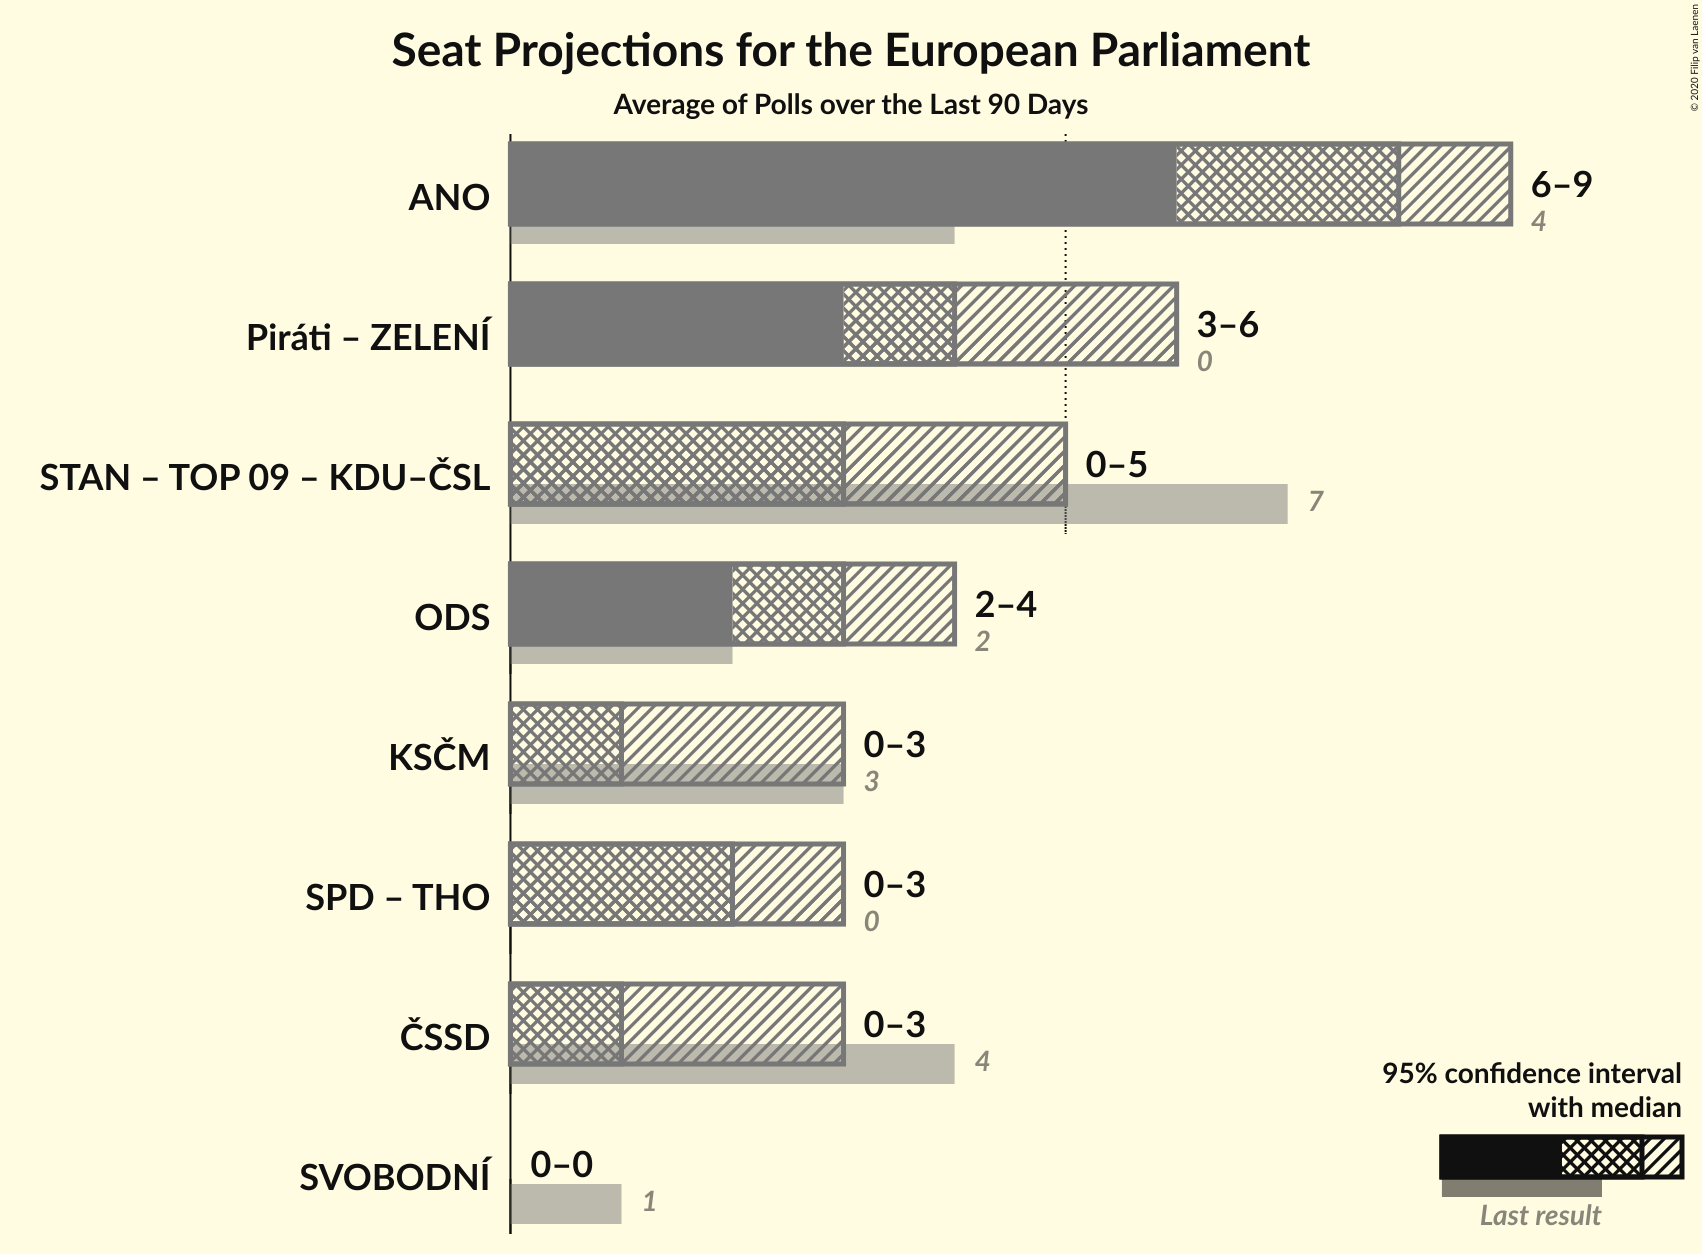 Seat Projections for the European Parliament
Average of Polls over the Last 90 Days
© 2020 Filip van Laenen
ANO
6–9
4
Piráti – ZELENÍ
3–6
0
STAN – TOP 09 – KDU–ČSL
0–5
7
ODS
2–4
2
KSČM
0–3
3
SPD – THO
0–3
0
ČSSD
0–3
4
SVOBODNÍ
0–0
1
95% confidence interval
with median
Last result